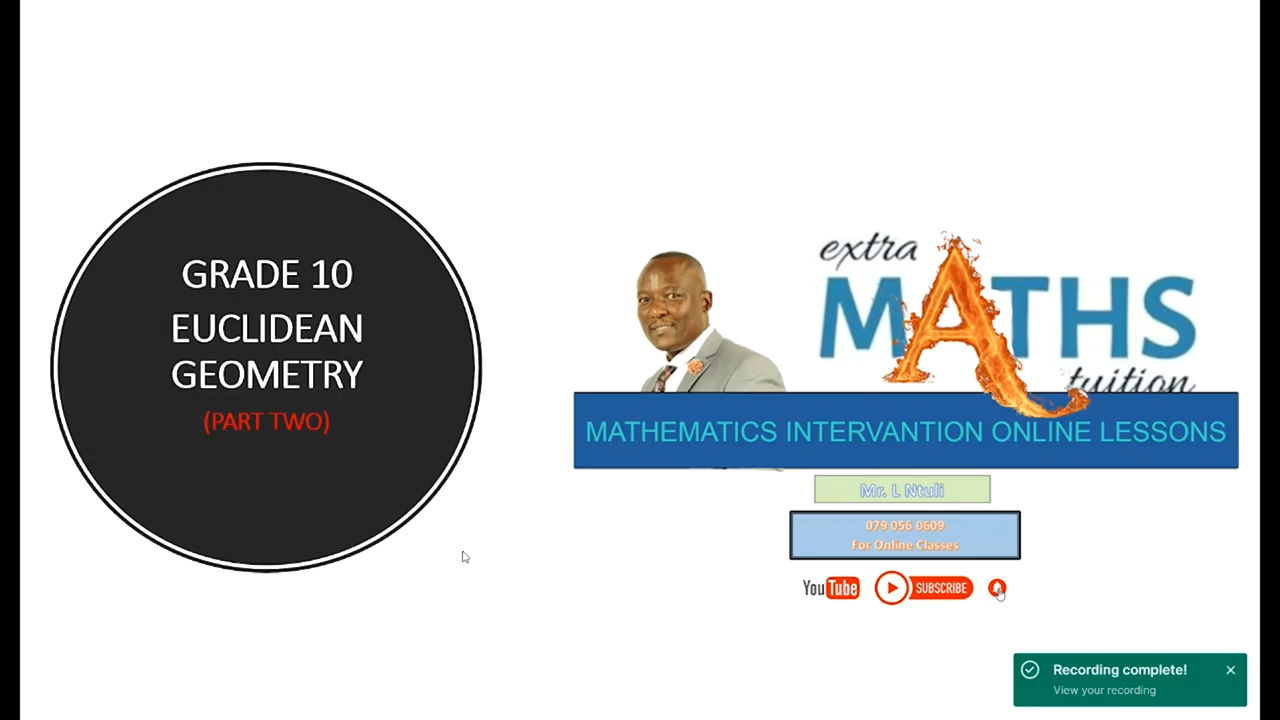 GRADE 10
EUCLIDEAN
GEOMETRY
(PART TWO)
extra
MATHS
tuition
MATHEMATICS INTERVANTION ONLINE LESSONS
Mr. L Ntuli
079 056 0609
For Online Classes
YouTube SUBSCRIBE
Recording complete!
View your recording